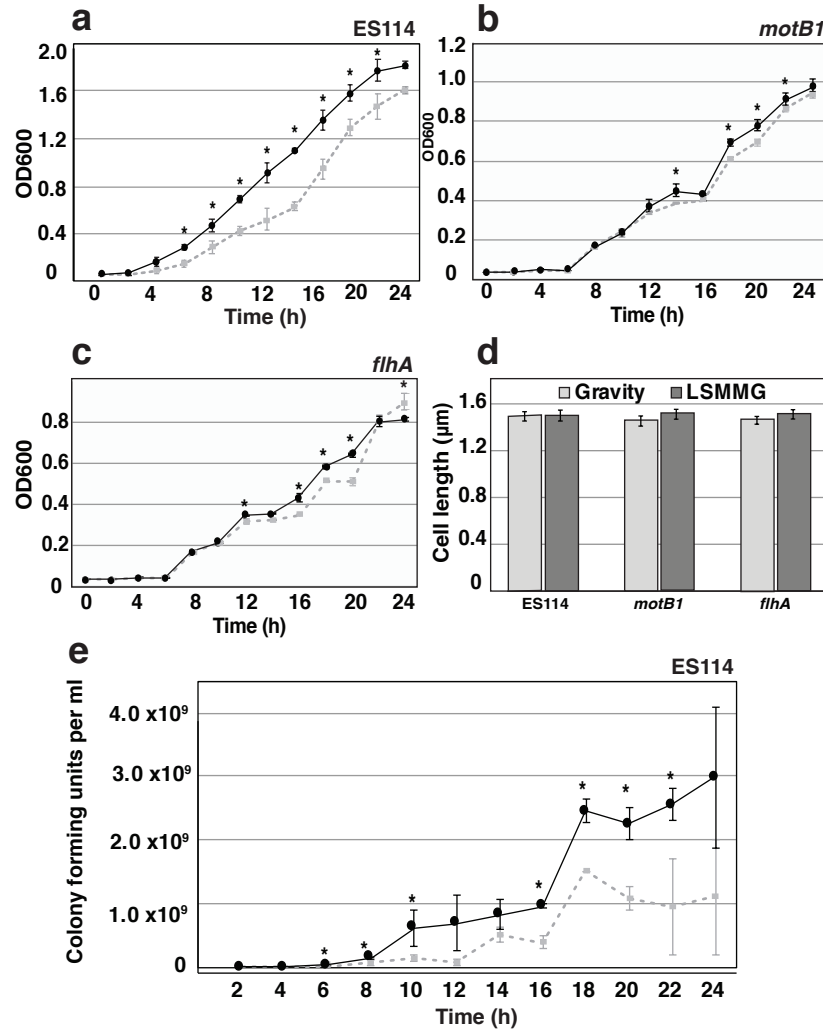 a
ES114
2.0
1.6
1.2
0.8
0.4
0
OD600
0 4 8 12 16 20 24
Time (h)
* * * * * * * *
b
motB1
1.2
1.0
0.8
0.6
0.4
0.2
0
OD600
0 4 8 12 16 20 24
Time (h)
* * * *
c
flhA
0.8
0.6
0.4
0.2
0
OD600
0 4 8 12 16 20 24
Time (h)
* * * * *
d
Gravity LSMMG
1.6
1.2
0.8
0.4
0
Cell length (µm)
ES114 motB1 flhA
e
ES114
4.0 x10⁹
3.0 x10⁹
2.0 x10⁹
1.0 x10⁹
0
Colony forming units per ml
2 4 6 8 10 12 14 16 18 20 22 24
Time (h)
* * * * * * *